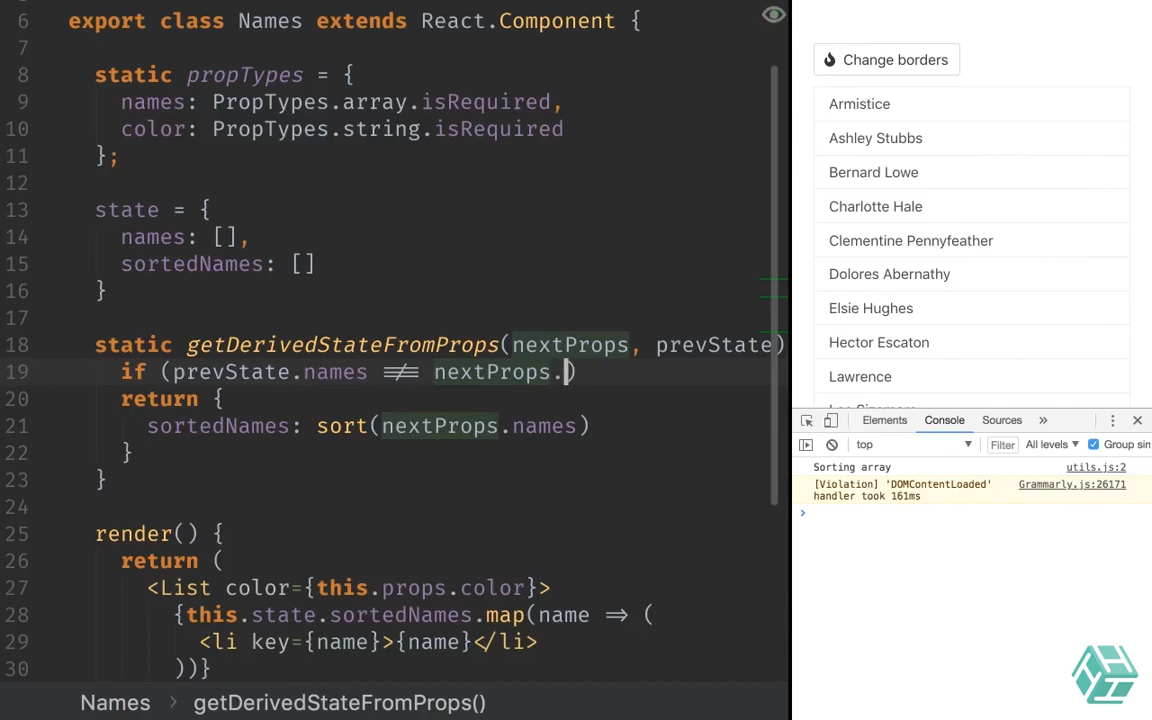 6 export class Names extends React.Component {
7
8 static propTypes = {
9 names: PropTypes.array.isRequired,
10 color: PropTypes.string.isRequired
11 };
12
13 state = {
14 names: [],
15 sortedNames: []
16 }
17
18 static getDerivedStateFromProps(nextProps, prevState)
19 if (prevState.names !== nextProps.)
20 return {
21 sortedNames: sort(nextProps.names)
22 }
23 }
24
25 render() {
26 return (
27 <List color={this.props.color}>
28 {this.state.sortedNames.map(name => (
29 <li key={name}>{name}</li>
30 ))}
Names > getDerivedStateFromProps()
Change borders
Armistice
Ashley Stubbs
Bernard Lowe
Charlotte Hale
Clementine Pennyfeather
Dolores Abernathy
Elsie Hughes
Hector Escaton
Lawrence
Elements Console Sources »
top Filter All levels Group sin
Sorting array utils.js:2
[Violation] 'DOMContentLoaded' Grammarly.js:26171
handler took 161ms
>